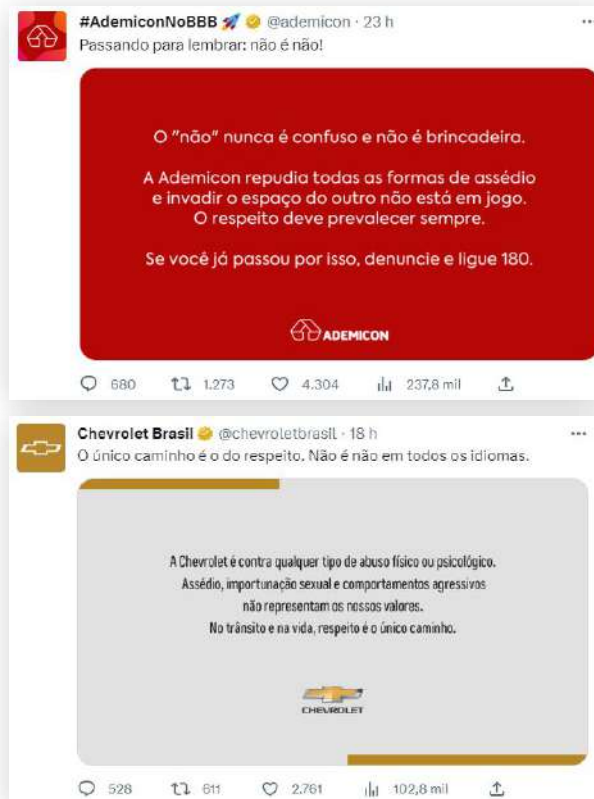 #AdemiconNoBBB 🚀 @ademicon · 23 h
Passando para lembrar: não é não!
O "não" nunca é confuso e não é brincadeira.
A Ademicon repudia todas as formas de assédio
e invadir o espaço do outro não está em jogo.
O respeito deve prevalecer sempre.
Se você já passou por isso, denuncie e ligue 180.
ADEMICON
680 1.273 4.304 237,8 mil
Chevrolet Brasil @chevroletbrasil · 18 h
O único caminho é o do respeito. Não é não em todos os idiomas.
A Chevrolet é contra qualquer tipo de abuso físico ou psicológico.
Assédio, importunação sexual e comportamentos agressivos
não representam os nossos valores.
No trânsito e na vida, respeito é o único caminho.
CHEVROLET
528 611 2.761 102,8 mil